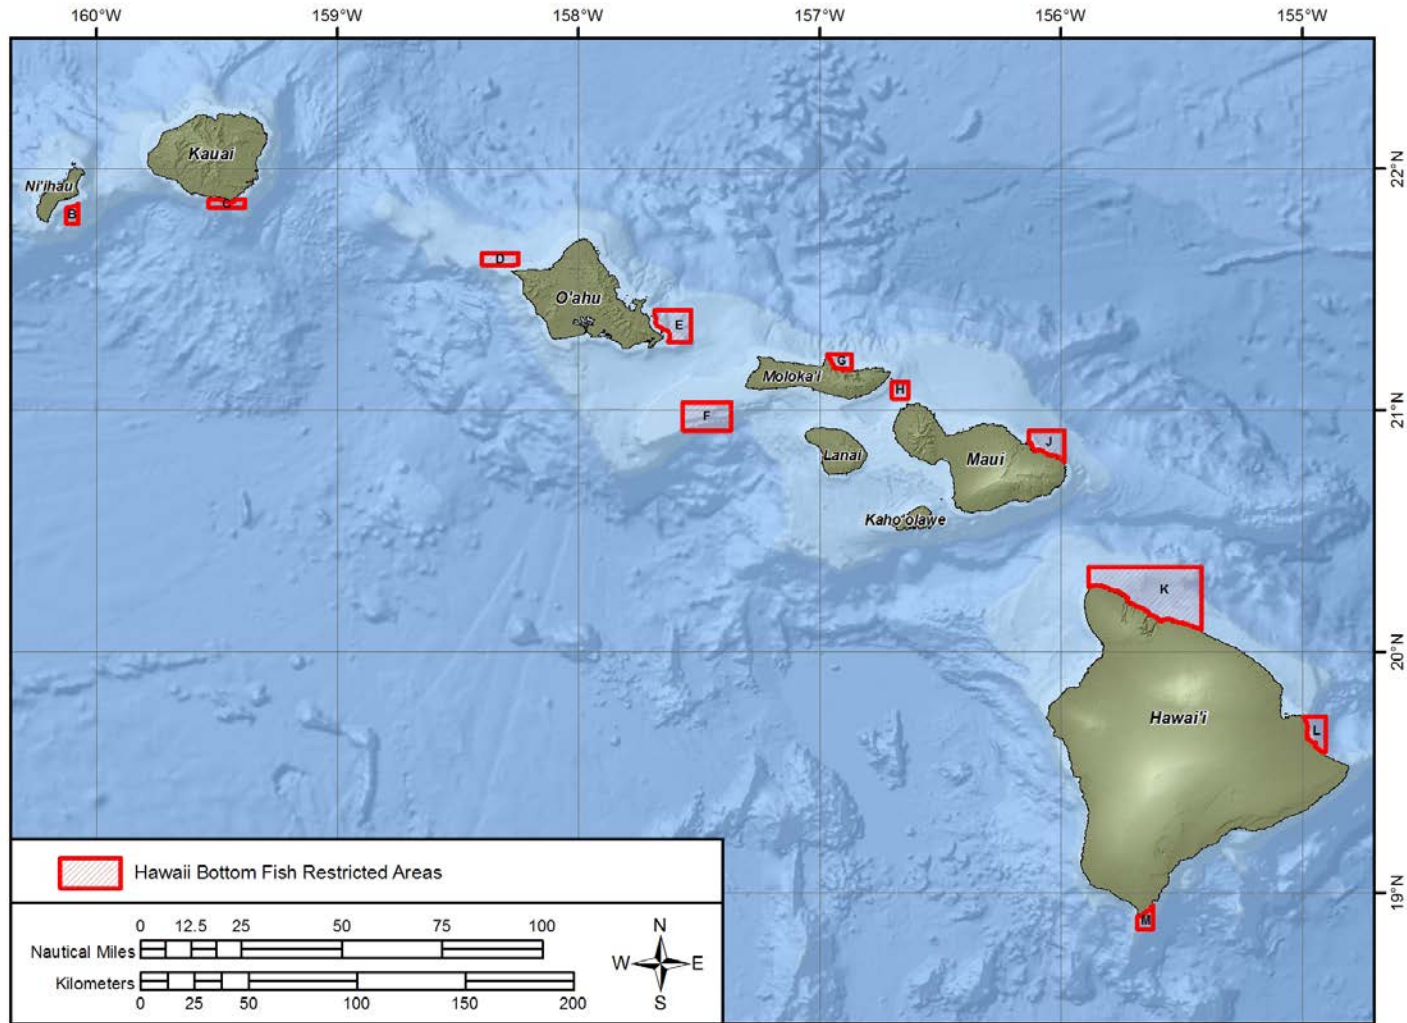 160°W 159°W 158°W 157°W 156°W 155°W
22°N
Kauai
Ni'ihau
B
C
D
O'ahu
E
G
Moloka'i
H
21°N
F
J
Lanai
Maui
Kaho'olawe
K
20°N
Hawai'i
L
19°N
M
Hawaii Bottom Fish Restricted Areas
0 12.5 25 50 75 100
Nautical Miles
Kilometers
0 25 50 100 150 200
N
W E
S